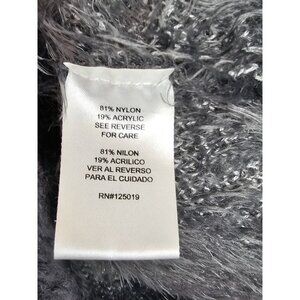 81% NYLON
19% ACRYLIC
SEE REVERSE
FOR CARE
81% NILON
19% ACRILICO
VER AL REVERSO
PARA EL CUIDADO
RN#125019